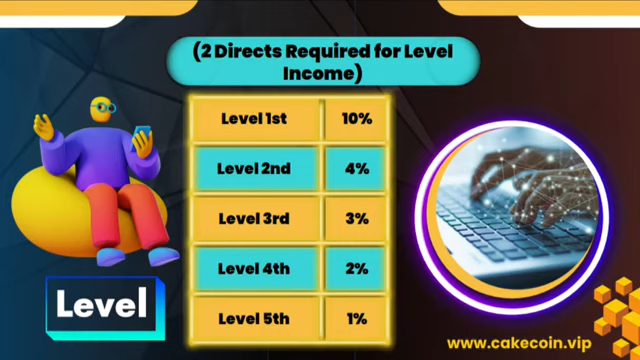 (2 Directs Required for Level
Income)
Level 1st 10%
Level 2nd 4%
Level 3rd 3%
Level 4th 2%
Level 5th 1%
Level
www.cakecoin.vip